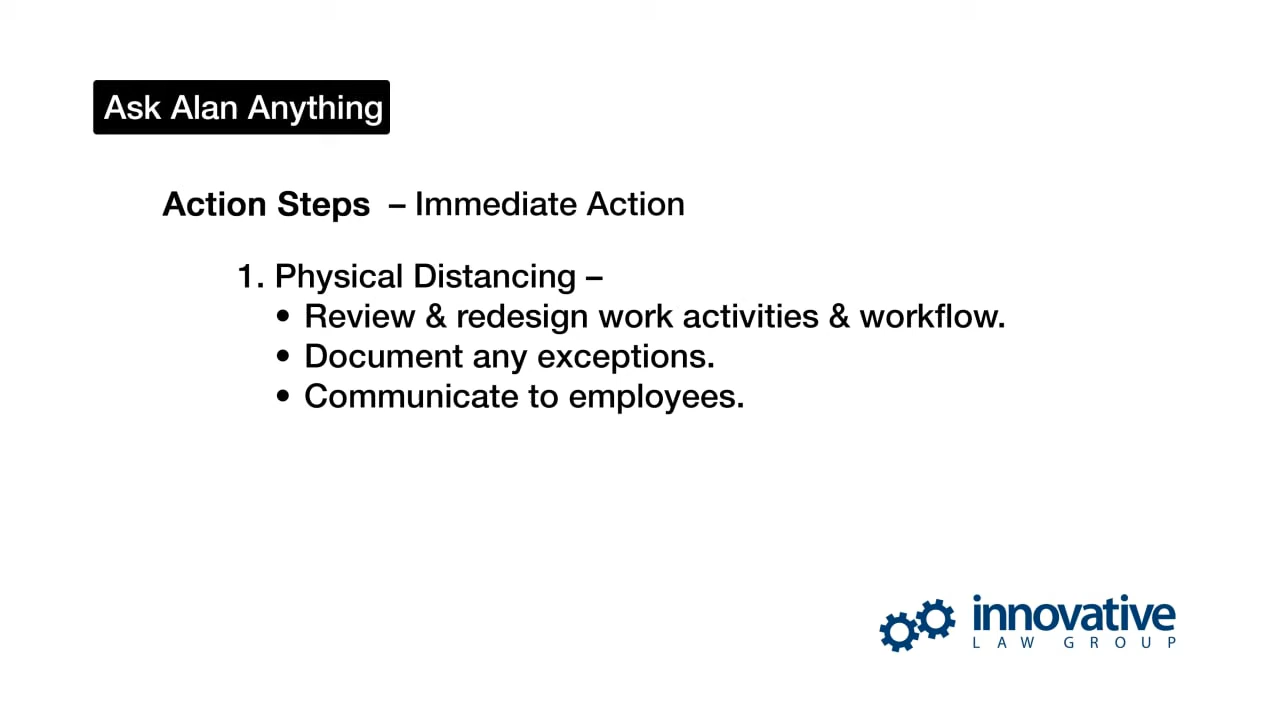 Ask Alan Anything
Action Steps – Immediate Action
1. Physical Distancing –
• Review & redesign work activities & workflow.
• Document any exceptions.
• Communicate to employees.
innovative
LAW GROUP